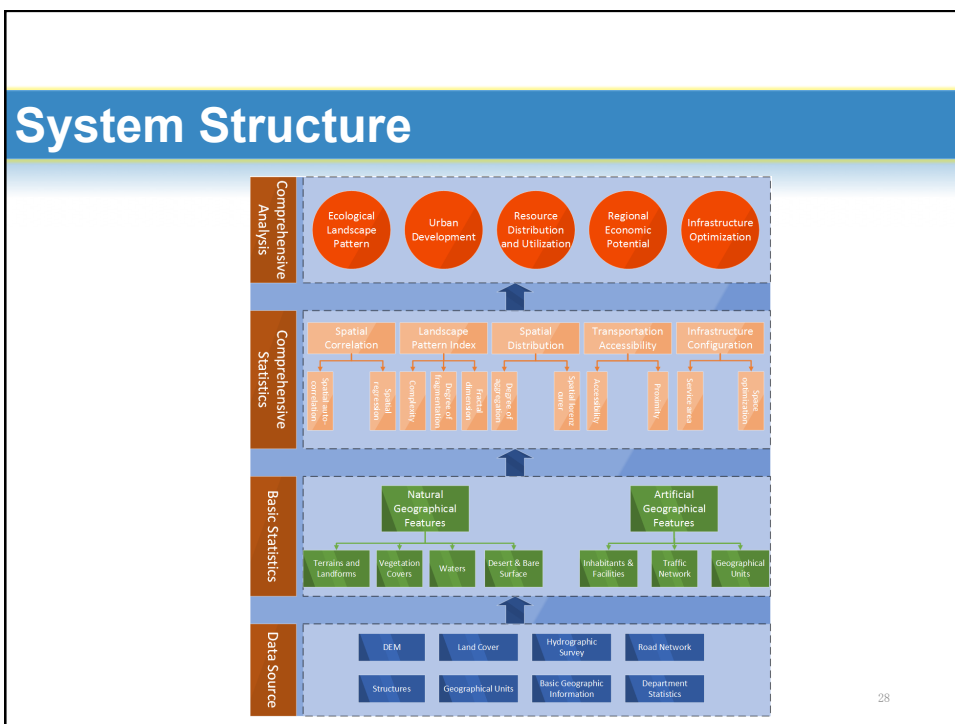 System Structure
Comprehensive
Analysis
Ecological
Landscape
Pattern
Urban
Development
Resource
Distribution
and Utilization
Regional
Economic
Potential
Infrastructure
Optimization
Comprehensive
Statistics
Spatial
Correlation
Landscape
Pattern Index
Spatial
Distribution
Transportation
Accessibility
Infrastructure
Configuration
Spatial auto-
correlation
Spatial
regression
Complexity
Degree of
fragmentation
Fractal
dimension
Degree of
aggregation
Spatial lorenz
curer
Accessibility
Proximity
Service area
Space
optimization
Basic Statistics
Natural
Geographical
Features
Artificial
Geographical
Features
Terrains and
Landforms
Vegetation
Covers
Waters
Desert & Bare
Surface
Inhabitants &
Facilities
Traffic
Network
Geographical
Units
Data Source
DEM
Land Cover
Hydrographic
Survey
Road Network
Structures
Geographical Units
Basic Geographic
Information
Department
Statistics
28